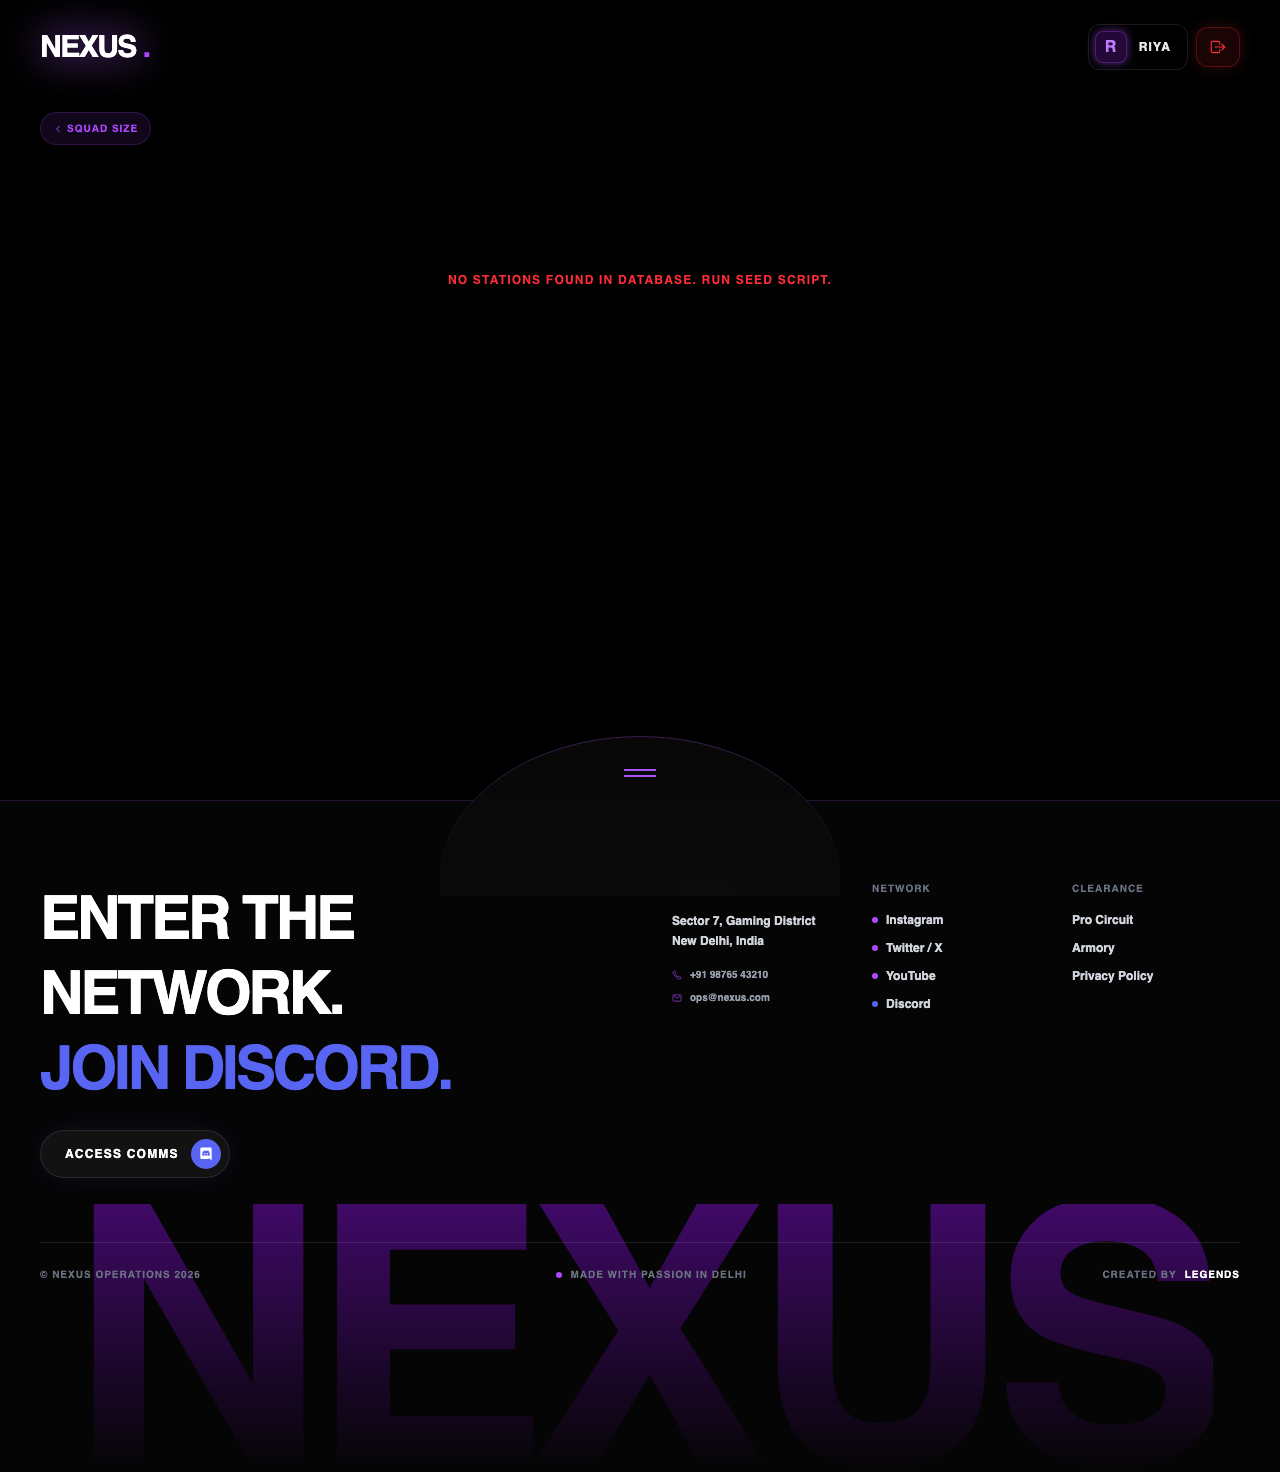 NEXUS .
R RIYA
SQUAD SIZE
NO STATIONS FOUND IN DATABASE. RUN SEED SCRIPT.
ENTER THE
NETWORK.
JOIN DISCORD.
ACCESS COMMS
Sector 7, Gaming District
New Delhi, India
+91 98765 43210
ops@nexus.com
NETWORK
Instagram
Twitter / X
YouTube
Discord
CLEARANCE
Pro Circuit
Armory
Privacy Policy
NEXUS
© NEXUS OPERATIONS 2026
MADE WITH PASSION IN DELHI
CREATED BY LEGENDS